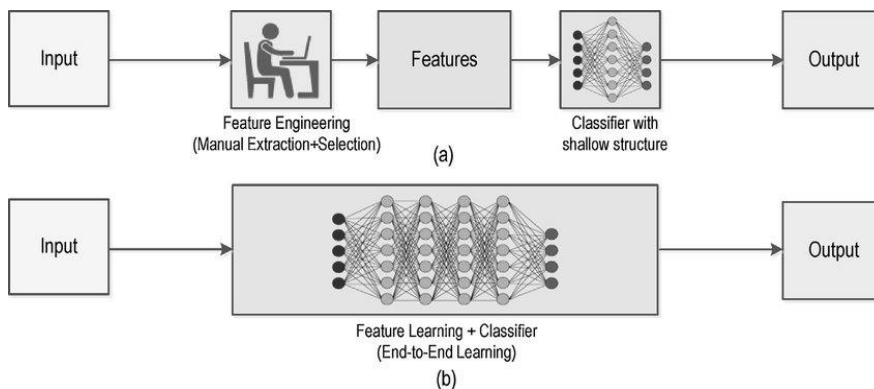 Input
Features
Output
Feature Engineering
(Manual Extraction+Selection)
Classifier with
shallow structure
(a)
Input
Output
Feature Learning + Classifier
(End-to-End Learning)
(b)